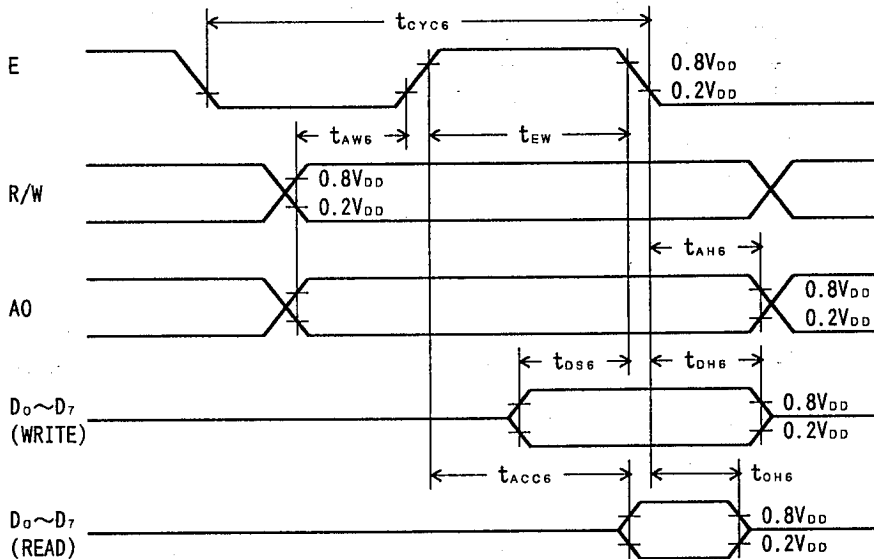 tCYC6
E
0.8VDD
0.2VDD
tAW6
tEW
R/W
0.8VDD
0.2VDD
tAH6
A0
0.8VDD
0.2VDD
tDS6
tDH6
D0~D7
(WRITE)
0.8VDD
0.2VDD
tACC6
tOH6
D0~D7
(READ)
0.8VDD
0.2VDD